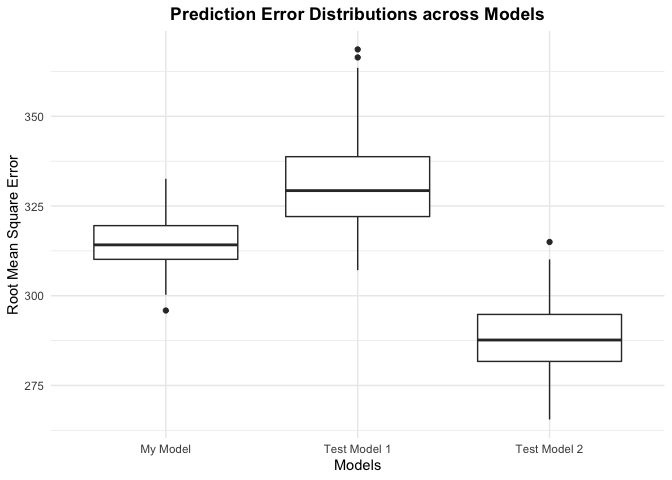 Prediction Error Distributions across Models
Root Mean Square Error
350
325
300
275
My Model
Test Model 1
Test Model 2
Models